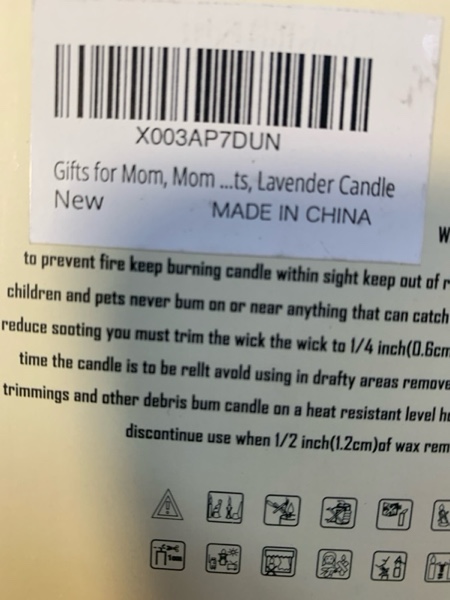 X003AP7DUN
Gifts for Mom, Mom ...ts, Lavender Candle
New
MADE IN CHINA
W
to prevent fire keep burning candle within sight keep out of r
children and pets never bum on or near anything that can catch
reduce sooting you must trim the wick the wick to 1/4 inch(0.6cm
time the candle is to be rellt avold using in drafty areas remove
trimmings and other debris bum candle on a heat resistant level he
discontinue use when 1/2 inch(1.2cm)of wax rem